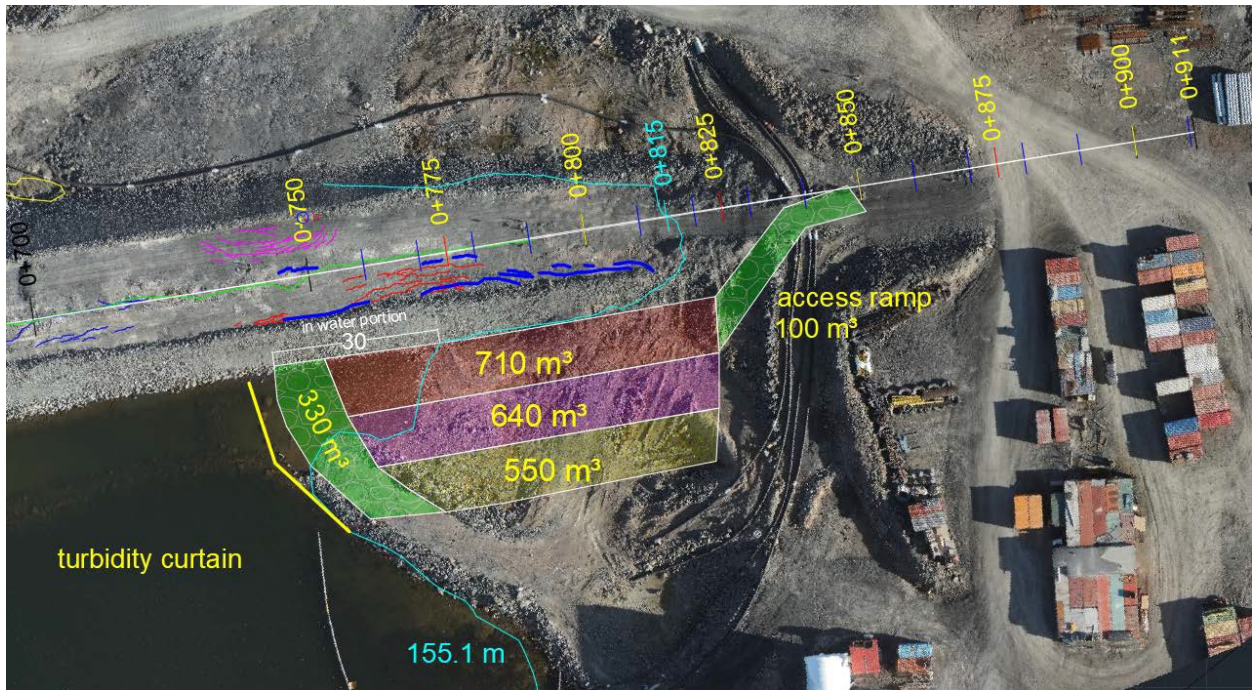 0+700
0+750
0+775
0+800
0+815
0+825
0+850
0+875
0+900
0+911
in water portion
30
access ramp
100 m³
710 m³
640 m³
550 m³
330 m³
turbidity curtain
155.1 m